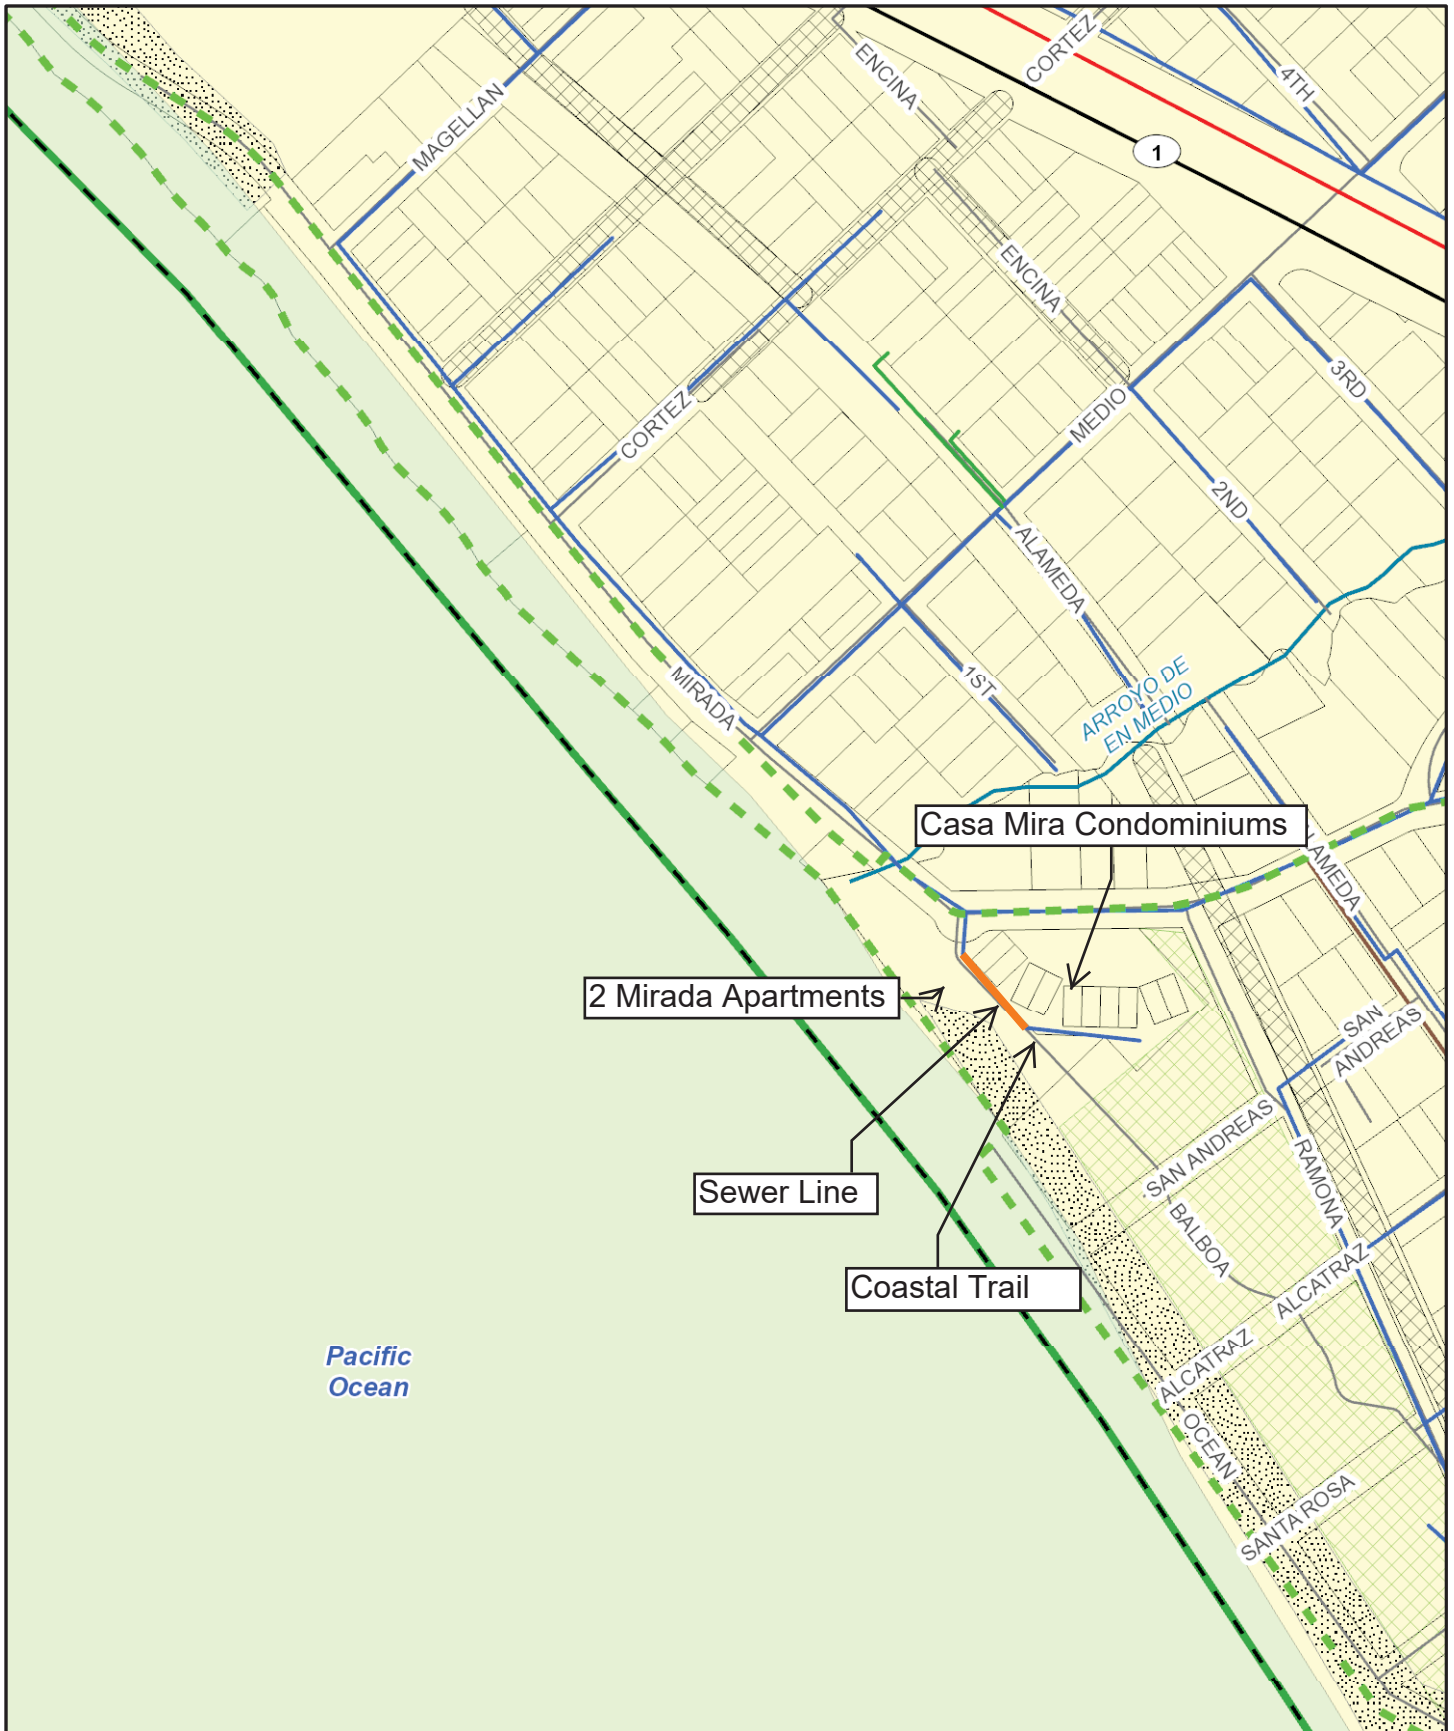 ENCINA
CORTEZ
4TH
MAGELLAN
1
ENCINA
3RD
CORTEZ
MEDIO
2ND
ALAMEDA
MIRADA
1ST
ARROYO DE
EN MEDIO
Casa Mira Condominiums
LAMEDA
2 Mirada Apartments
SAN
ANDREAS
SAN ANDREAS
Sewer Line
RAMONA
BALBOA
Coastal Trail
ALCATRAZ
Pacific
Ocean
ALCATRAZ
OCEAN
SANTA ROSA